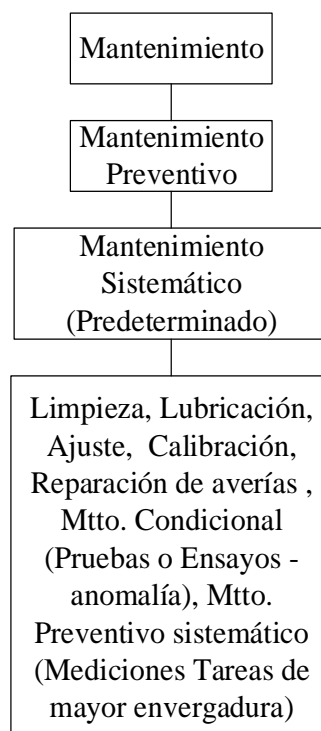 Mantenimiento
Mantenimiento
Preventivo
Mantenimiento
Sistemático
(Predeterminado)
Limpieza, Lubricación,
Ajuste,  Calibración,
Reparación de averías ,
Mtto. Condicional
(Pruebas o Ensayos -
anomalía), Mtto.
Preventivo sistemático
(Mediciones Tareas de
mayor envergadura)